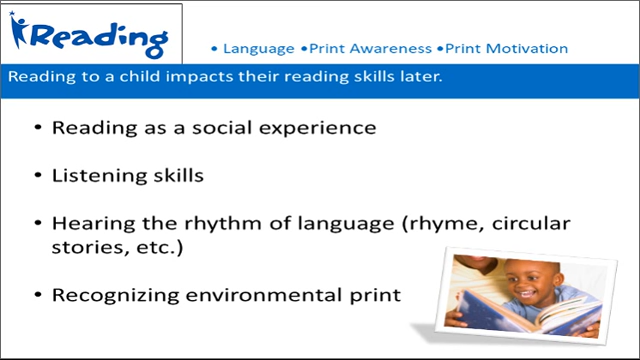 Reading
• Language •Print Awareness •Print Motivation
Reading to a child impacts their reading skills later.
• Reading as a social experience
• Listening skills
• Hearing the rhythm of language (rhyme, circular
stories, etc.)
• Recognizing environmental print